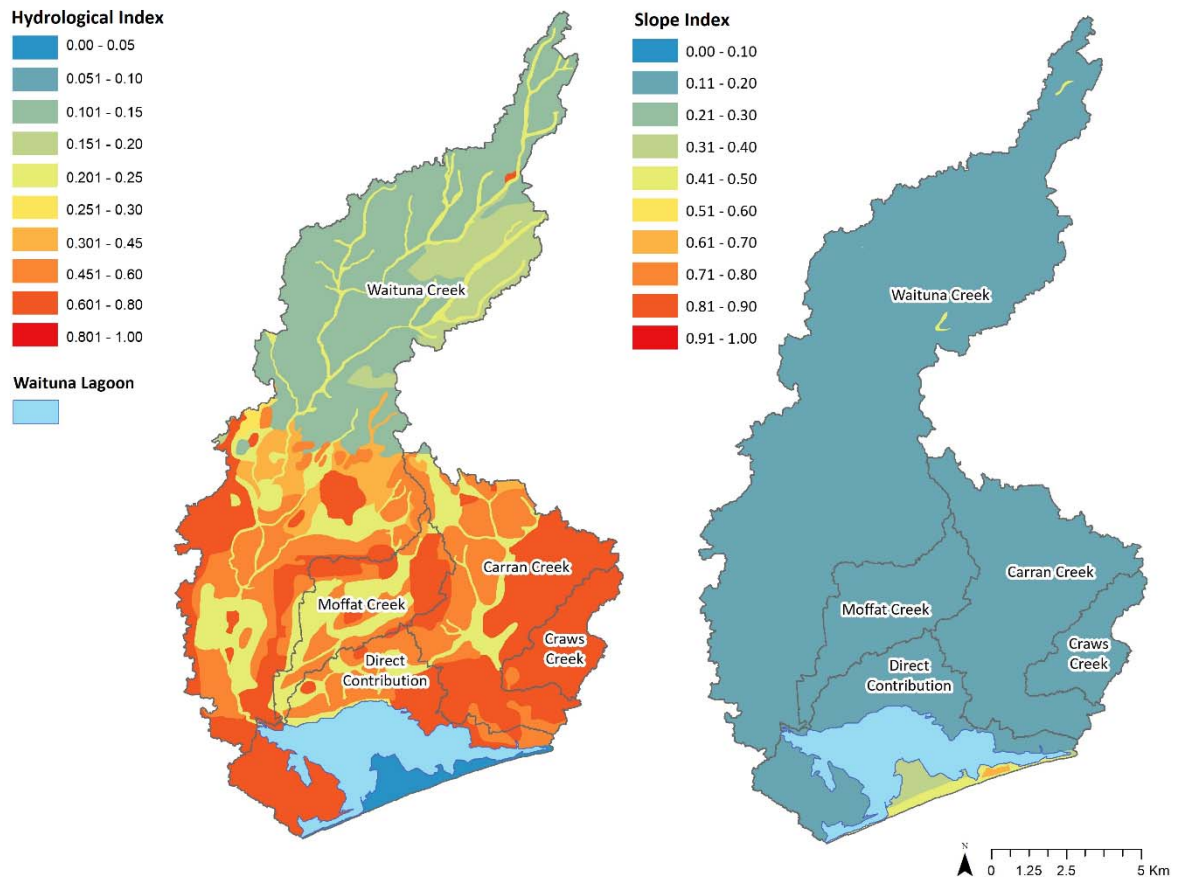 Hydrological Index
0.00 - 0.05
0.051 - 0.10
0.101 - 0.15
0.151 - 0.20
0.201 - 0.25
0.251 - 0.30
0.301 - 0.45
0.451 - 0.60
0.601 - 0.80
0.801 - 1.00
Waituna Lagoon
Waituna Creek
Carran Creek
Moffat Creek
Craws
Creek
Direct
Contribution
Slope Index
0.00 - 0.10
0.11 - 0.20
0.21 - 0.30
0.31 - 0.40
0.41 - 0.50
0.51 - 0.60
0.61 - 0.70
0.71 - 0.80
0.81 - 0.90
0.91 - 1.00
Waituna Creek
Carran Creek
Moffat Creek
Craws
Creek
Direct
Contribution
N
0 1.25 2.5 5 Km